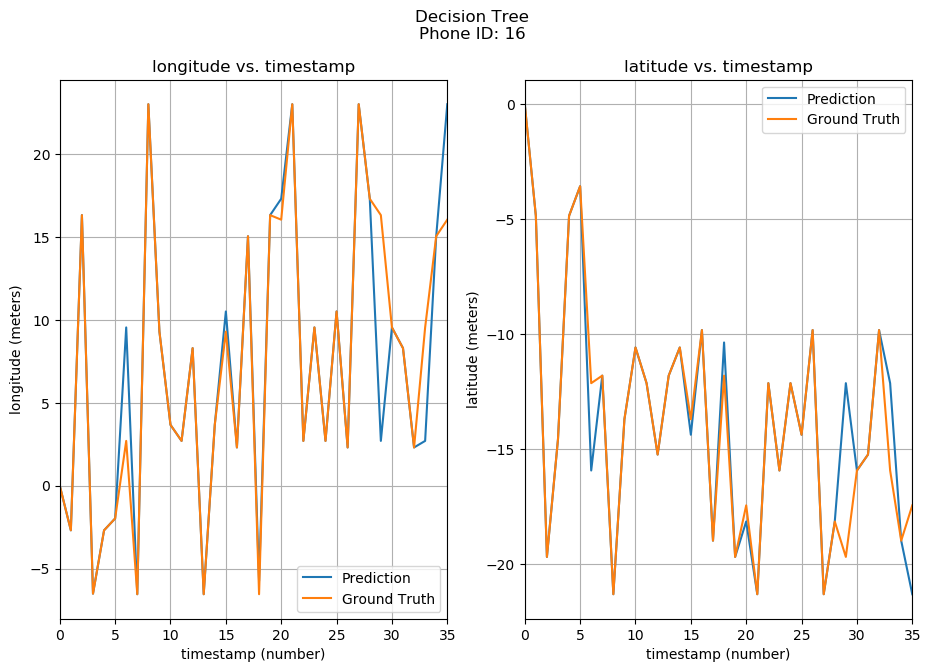 Decision Tree
Phone ID: 16
longitude vs. timestamp
20
15
10
5
0
−5
longitude (meters)
0 5 10 15 20 25 30 35
timestamp (number)
Prediction
Ground Truth
latitude vs. timestamp
0
−5
−10
−15
−20
latitude (meters)
0 5 10 15 20 25 30 35
timestamp (number)
Prediction
Ground Truth